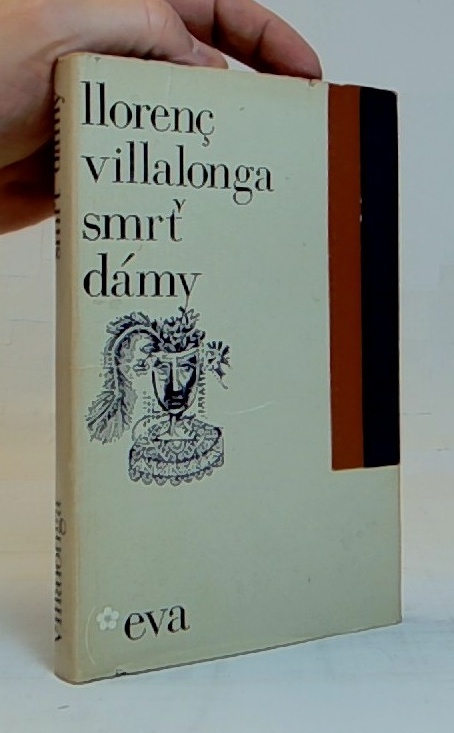 llorenç
villalonga
smrť
dámy
eva
smrť dámy
villalonga